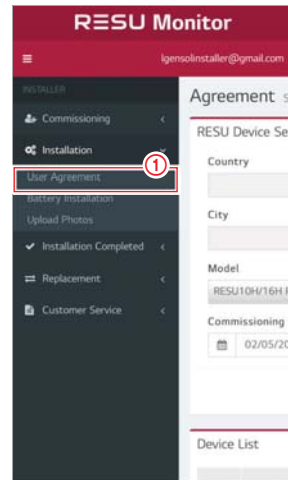 RESU Monitor
lgensolinstaller@gmail.com
INSTALLER
Commissioning
Installation
1
User Agreement
Battery Installation
Upload Photos
Installation Completed
Replacement
Customer Service
Agreement
RESU Device Se
Country
City
Model
RESU10H/16H
Commissioning
02/05/20
Device List